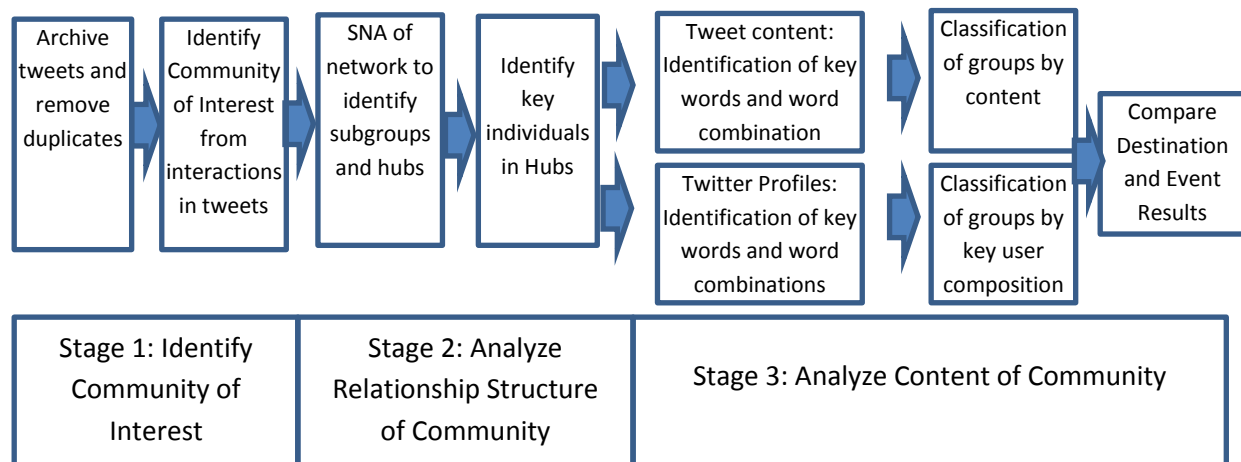 Archive
tweets and
remove
duplicates
Identify
Community
of Interest
from
interactions
in tweets
SNA of
network to
identify
subgroups
and hubs
Identify
key
individuals
in Hubs
Tweet content:
Identification of key
words and word
combination
Twitter Profiles:
Identification of key
words and word
combinations
Classification
of groups by
content
Classification
of groups by
key user
composition
Compare
Destination
and Event
Results
Stage 1: Identify
Community of
Interest
Stage 2: Analyze
Relationship Structure
of Community
Stage 3: Analyze Content of Community